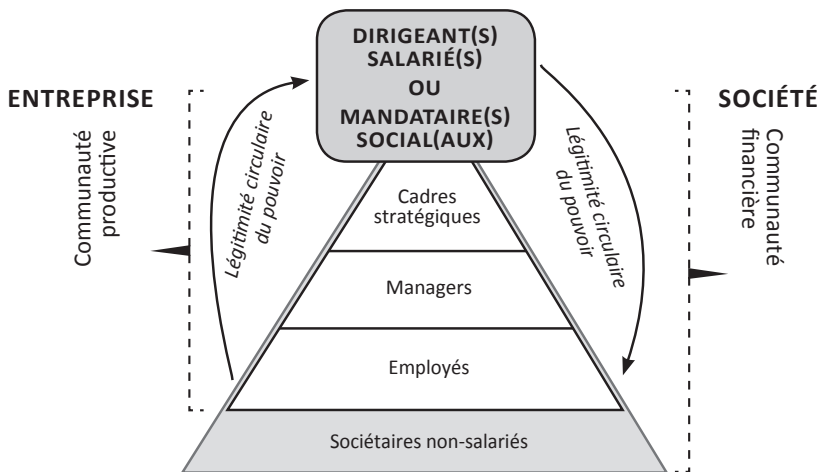 DIRIGEANT(S)
SALARIÉ(S)
OU
MANDATAIRE(S)
SOCIAL(AUX)
ENTREPRISE
Communauté
productive
Légitimité circulaire
du pouvoir
Légitimité circulaire
du pouvoir
SOCIÉTÉ
Communauté
financière
Cadres
stratégiques
Managers
Employés
Sociétaires non-salariés